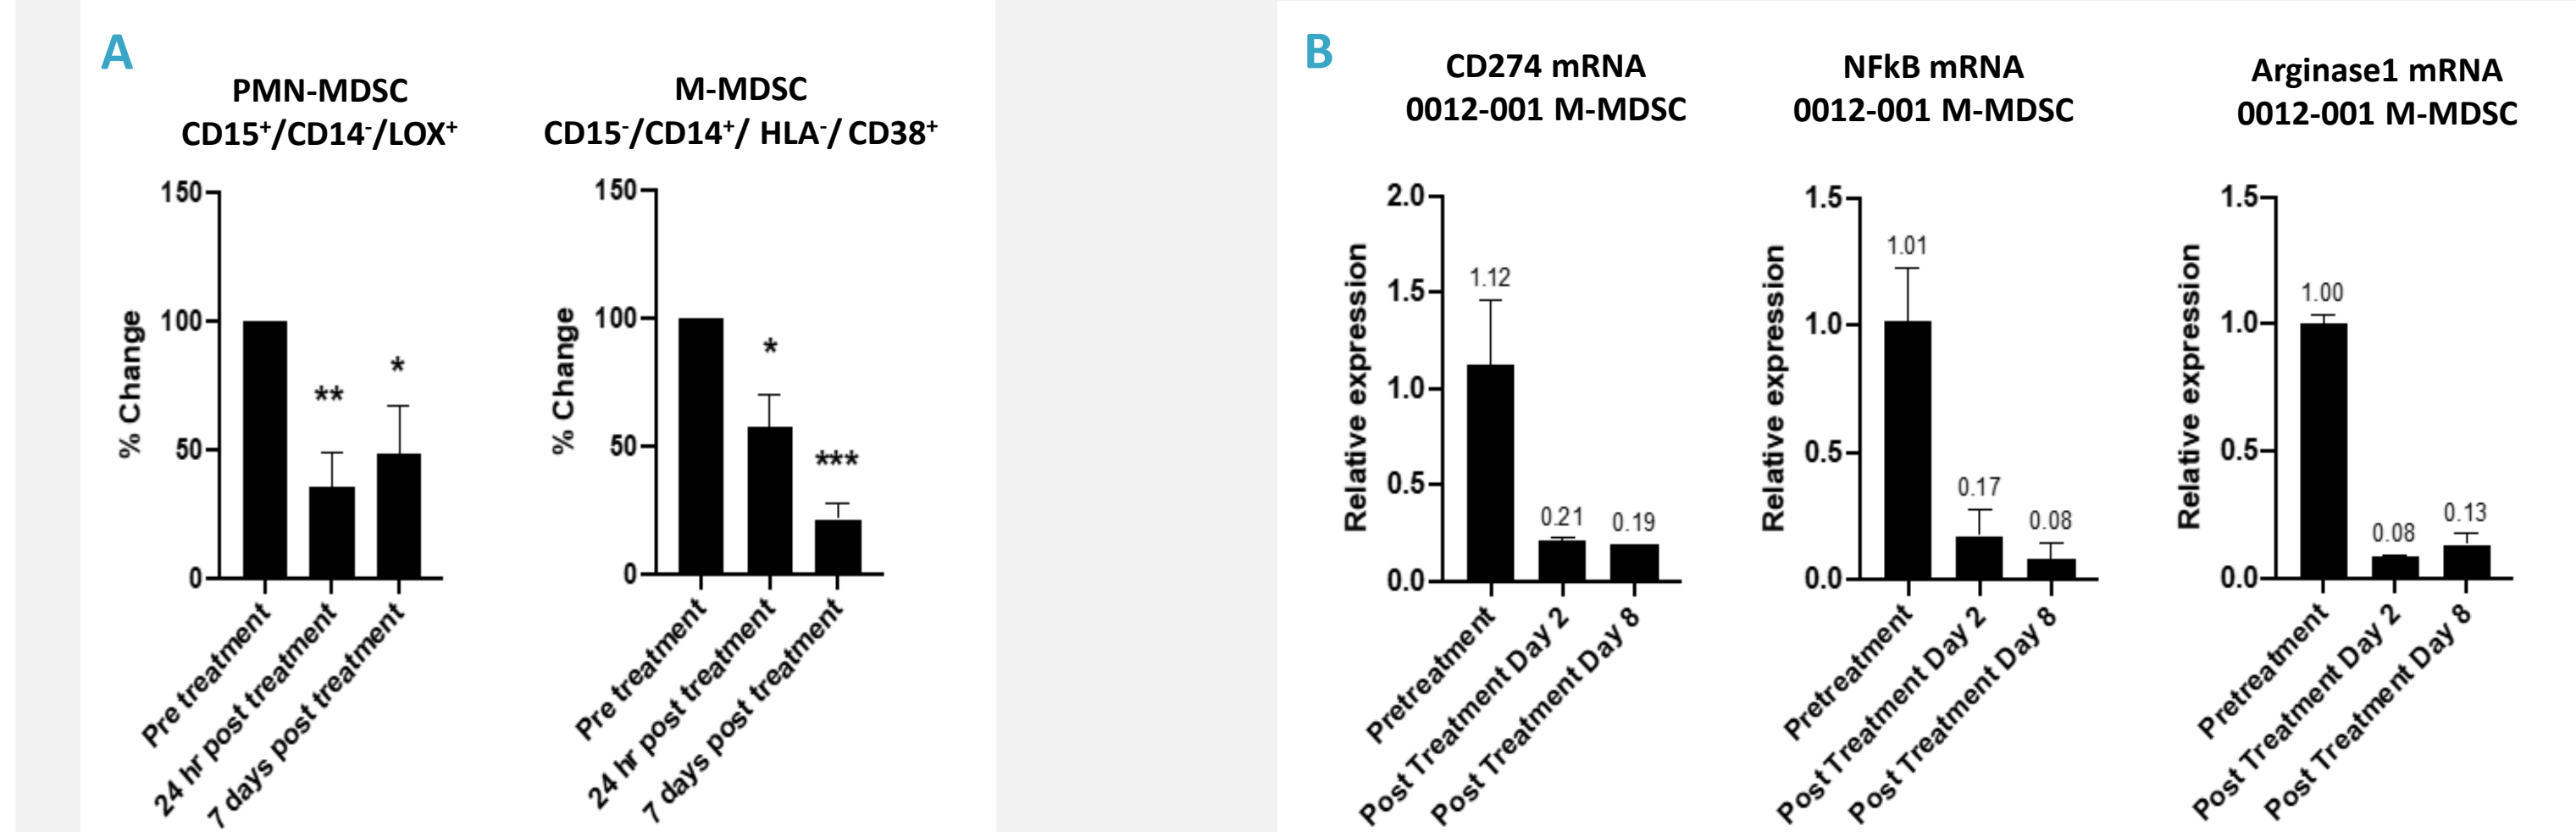 A
PMN-MDSC
CD15⁺/CD14⁻/LOX⁺
150
100
50
0
% Change
**
*
Pre treatment
24 hr post treatment
7 days post treatment
M-MDSC
CD15⁻/CD14⁺/ HLA⁻/ CD38⁺
150
100
50
0
% Change
*
***
Pre treatment
24 hr post treatment
7 days post treatment
B
CD274 mRNA
0012-001 M-MDSC
2.0
1.5
1.0
0.5
0.0
Relative expression
1.12
0.21
0.19
Pretreatment
Post Treatment Day 2
Post Treatment Day 8
NFkB mRNA
0012-001 M-MDSC
1.5
1.0
0.5
0.0
Relative expression
1.01
0.17
0.08
Pretreatment
Post Treatment Day 2
Post Treatment Day 8
Arginase1 mRNA
0012-001 M-MDSC
1.5
1.0
0.5
0.0
Relative expression
1.00
0.08
0.13
Pretreatment
Post Treatment Day 2
Post Treatment Day 8